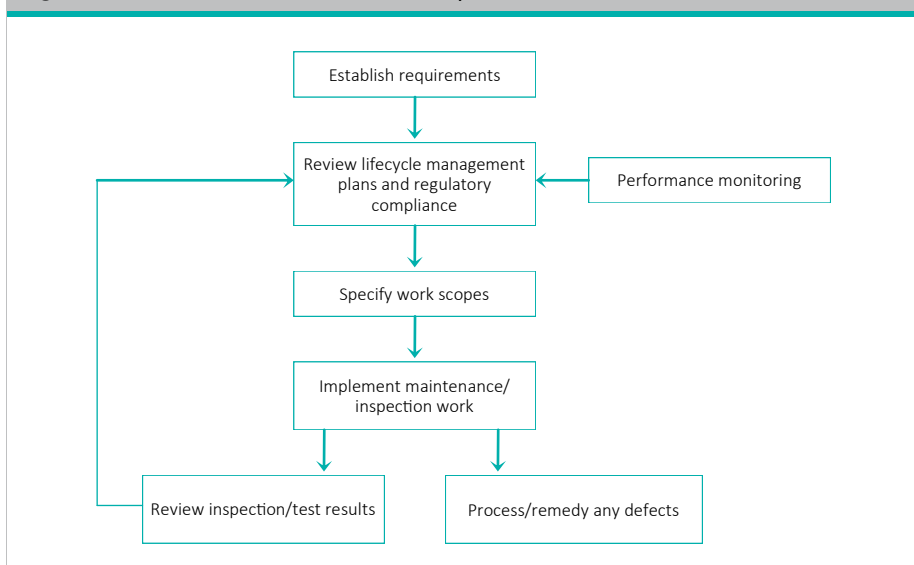 Establish requirements
Review lifecycle management
plans and regulatory
compliance
Performance monitoring
Specify work scopes
Implement maintenance/
inspection work
Review inspection/test results
Process/remedy any defects